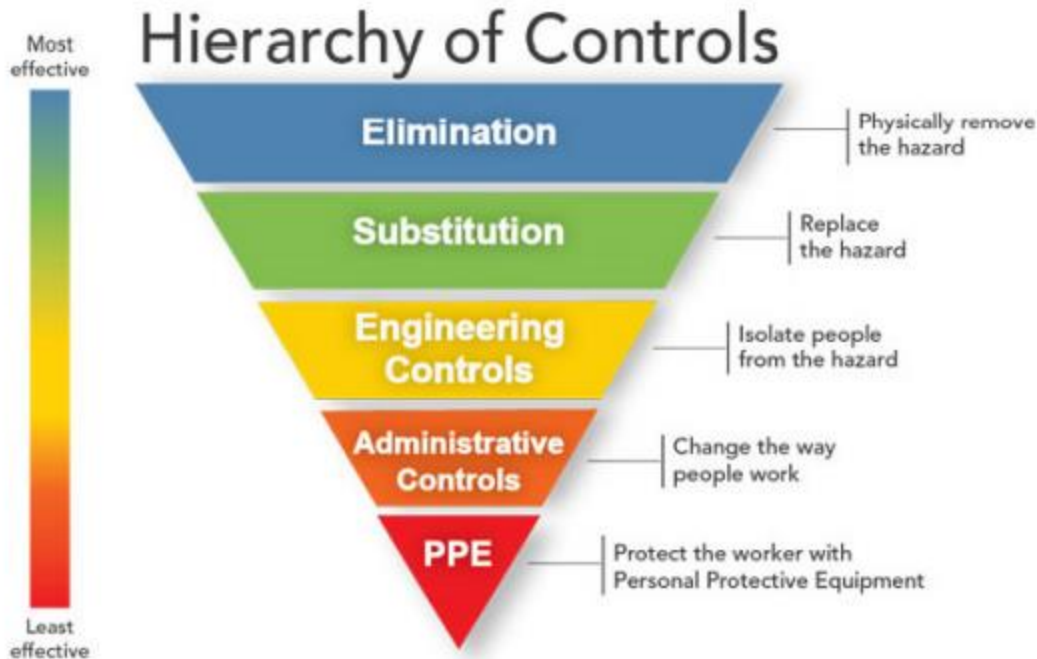 Hierarchy of Controls
Most
effective
Elimination
Physically remove
the hazard
Substitution
Replace
the hazard
Engineering
Controls
Isolate people
from the hazard
Administrative
Controls
Change the way
people work
PPE
Protect the worker with
Personal Protective Equipment
Least
effective